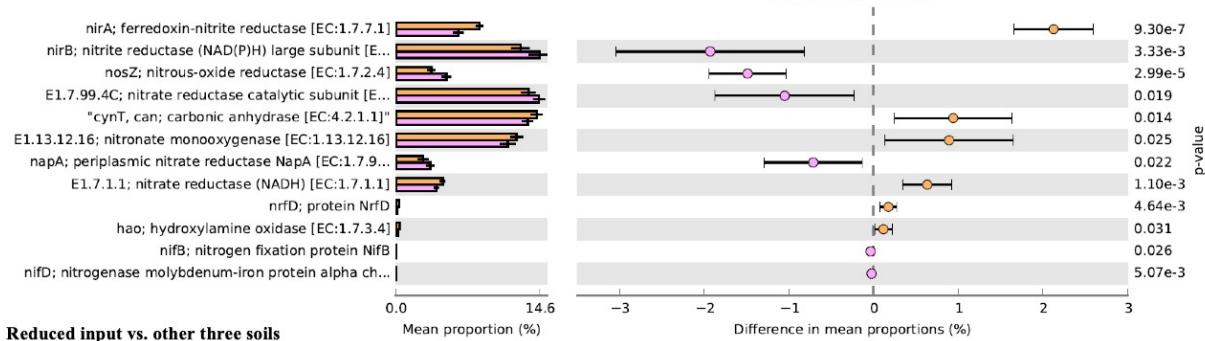 nirA; ferredoxin-nitrite reductase [EC:1.7.7.1] 9.30e-7
nirB; nitrite reductase (NAD(P)H) large subunit [E... 3.33e-3
nosZ; nitrous-oxide reductase [EC:1.7.2.4] 2.99e-5
E1.7.99.4C; nitrate reductase catalytic subunit [E... 0.019
"cynT, can; carbonic anhydrase [EC:4.2.1.1]" 0.014
E1.13.12.16; nitronate monooxygenase [EC:1.13.12.16] 0.025
napA; periplasmic nitrate reductase NapA [EC:1.7.9... 0.022
E1.7.1.1; nitrate reductase (NADH) [EC:1.7.1.1] 1.10e-3
nrfD; protein NrfD 4.64e-3
hao; hydroxylamine oxidase [EC:1.7.3.4] 0.031
nifB; nitrogen fixation protein NifB 0.026
nifD; nitrogenase molybdenum-iron protein alpha ch... 5.07e-3
p-value
0.0 14.6 −3 −2 −1 0 1 2 3
Mean proportion (%) Difference in mean proportions (%)
Reduced input vs. other three soils